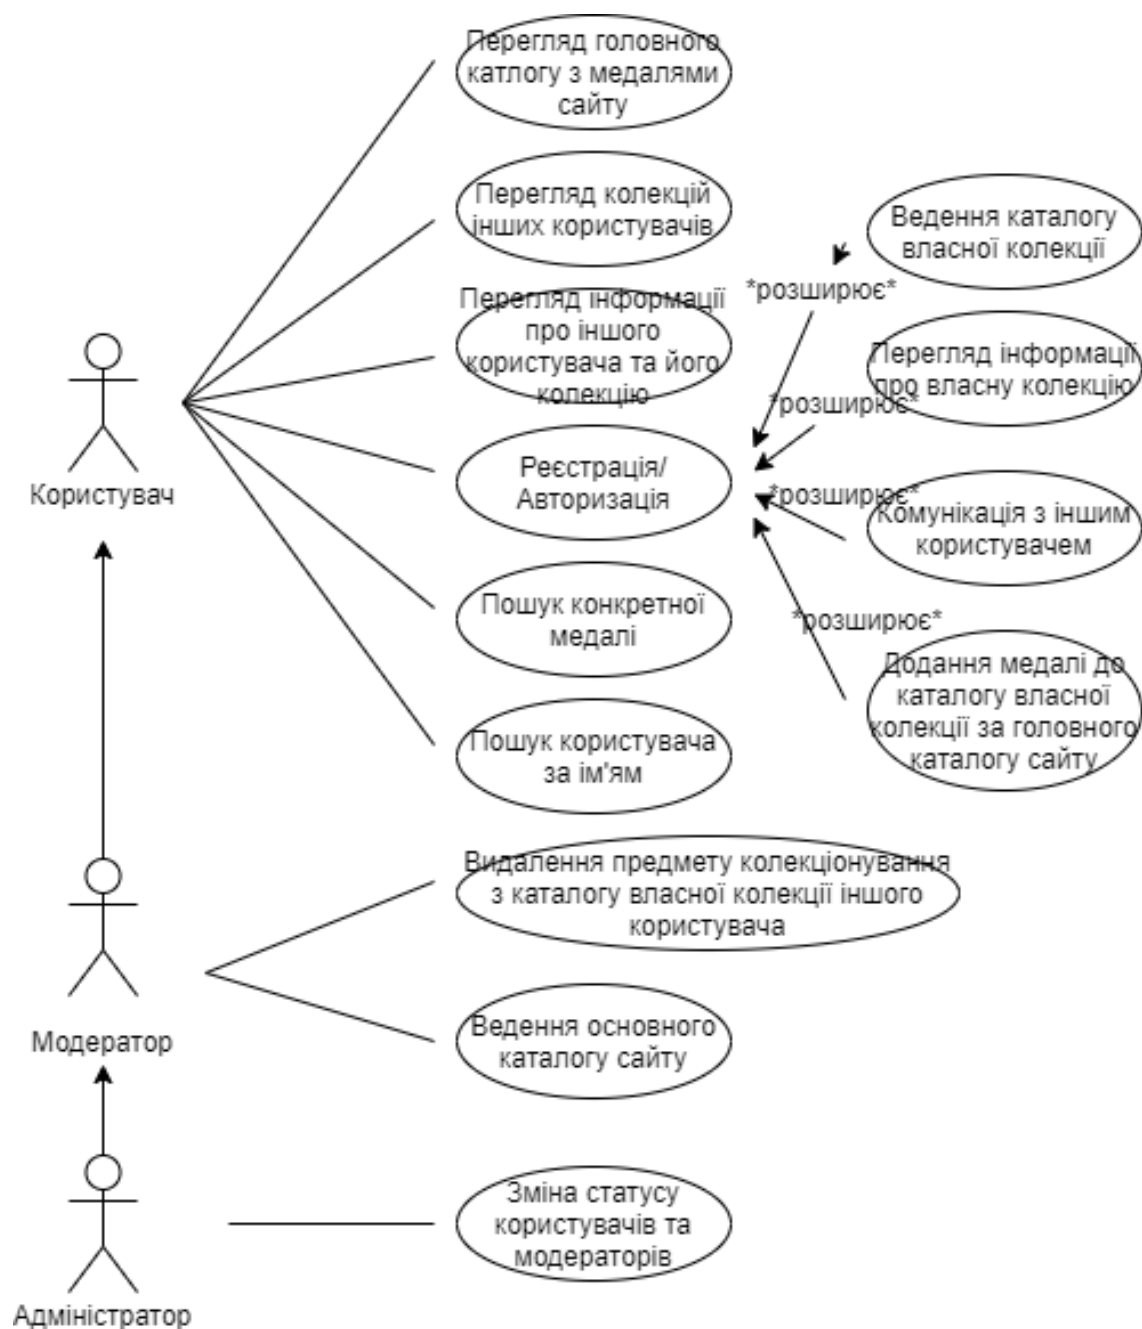 Перегляд головного
катлогу з медалями
сайту
Перегляд колекцій
інших користувачів
Ведення каталогу
власної колекції
*розширює*
Перегляд інформації
про іншого
користувача та його
колекцію
Перегляд інформації
про власну колекцію
*розширює*
Користувач
Реєстрація/
Авторизація
*розширює*
Комунікація з іншим
користувачем
Пошук конкретної
медалі
*розширює*
Додання медалі до
каталогу власної
колекції за головного
каталогу сайту
Пошук користувача
за ім'ям
Видалення предмету колекціонування
з каталогу власної колекції іншого
користувача
Модератор
Ведення основного
каталогу сайту
Зміна статусу
користувачів та
модераторів
Адміністратор